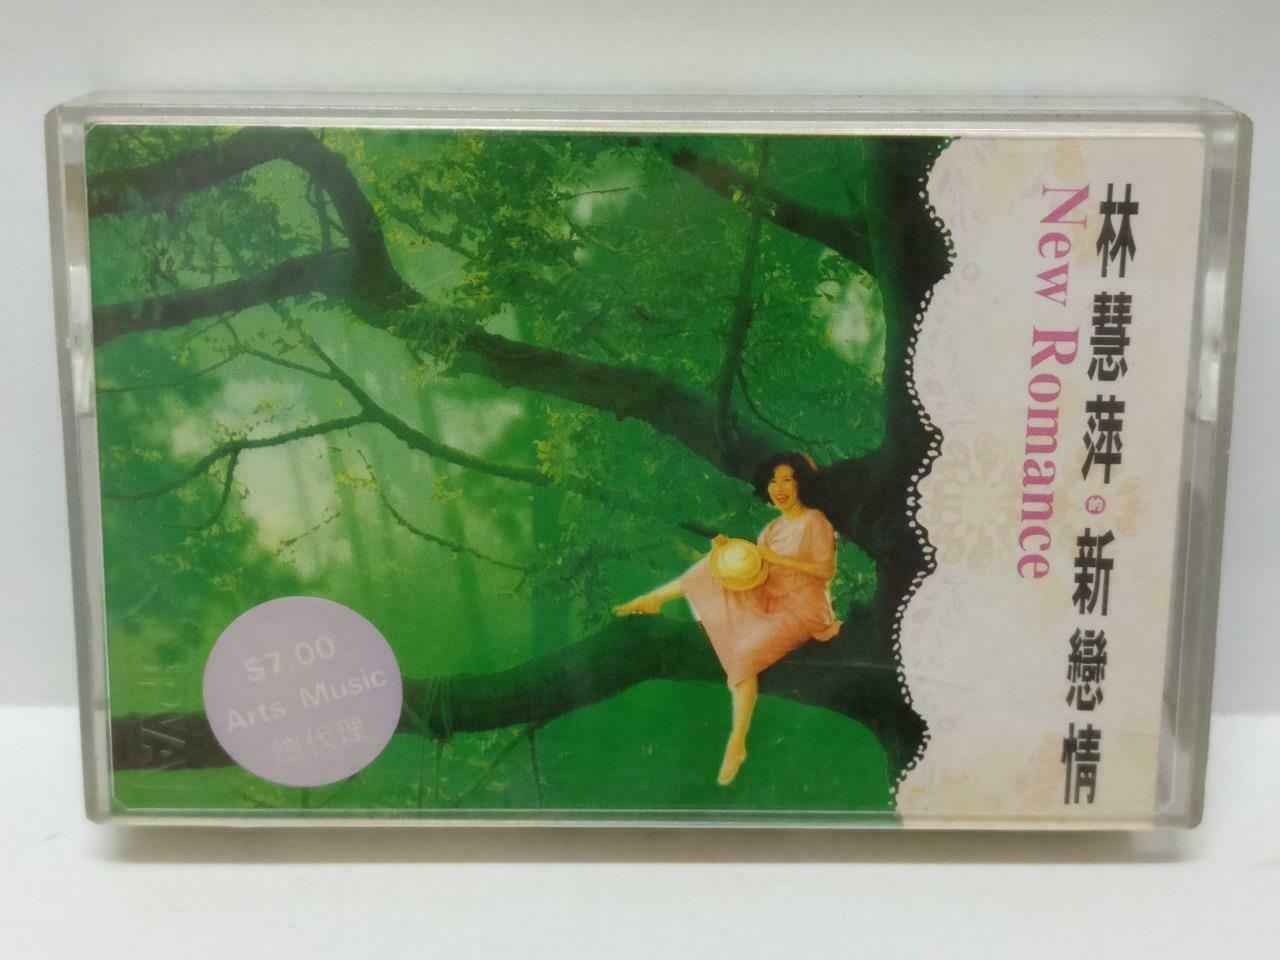 林慧萍的新戀情
New Romance
$7.00
Arts Music
總代理